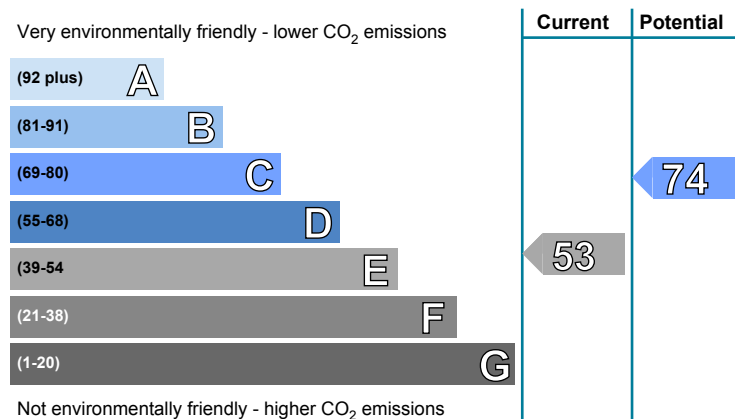 Current Potential
Very environmentally friendly - lower CO2 emissions
(92 plus) A
(81-91) B
(69-80) C
74
(55-68) D
(39-54 E
53
(21-38) F
(1-20) G
Not environmentally friendly - higher CO2 emissions